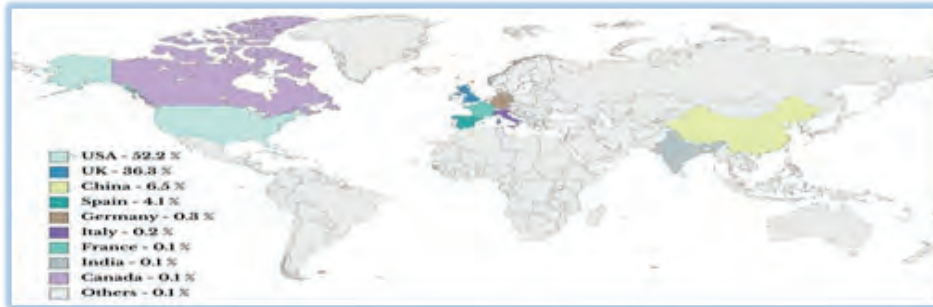 USA - 52.2 %
UK - 36.3 %
China - 6.5 %
Spain - 4.1 %
Germany - 0.3 %
Italy - 0.2 %
France - 0.1 %
India - 0.1 %
Canada - 0.1 %
Others - 0.1 %